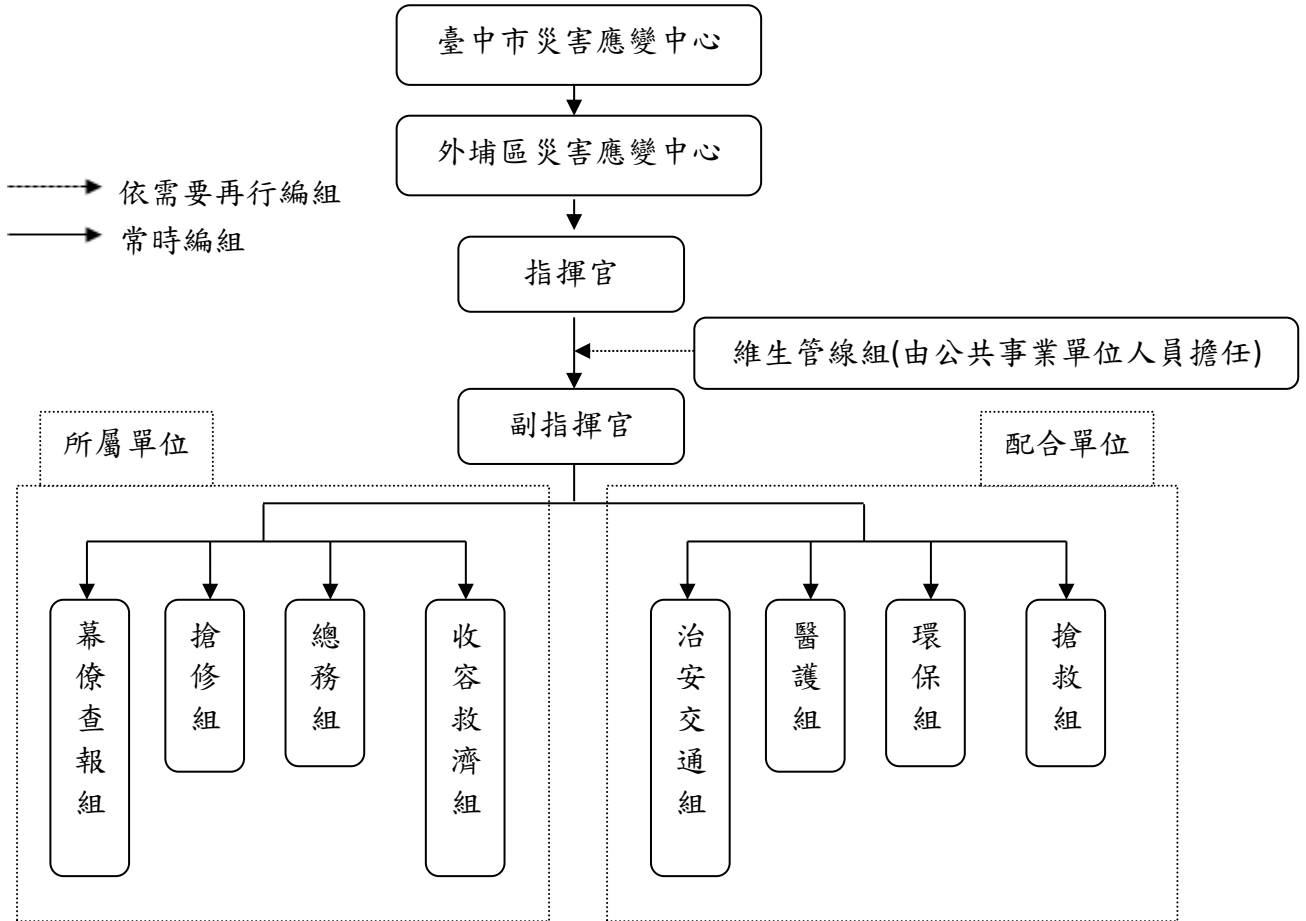 臺中市災害應變中心
外埔區災害應變中心
依需要再行編組
常時編組
指揮官
維生管線組(由公共事業單位人員擔任)
副指揮官
所屬單位
配合單位
幕僚查報組
搶修組
總務組
收容救濟組
治安交通組
醫護組
環保組
搶救組